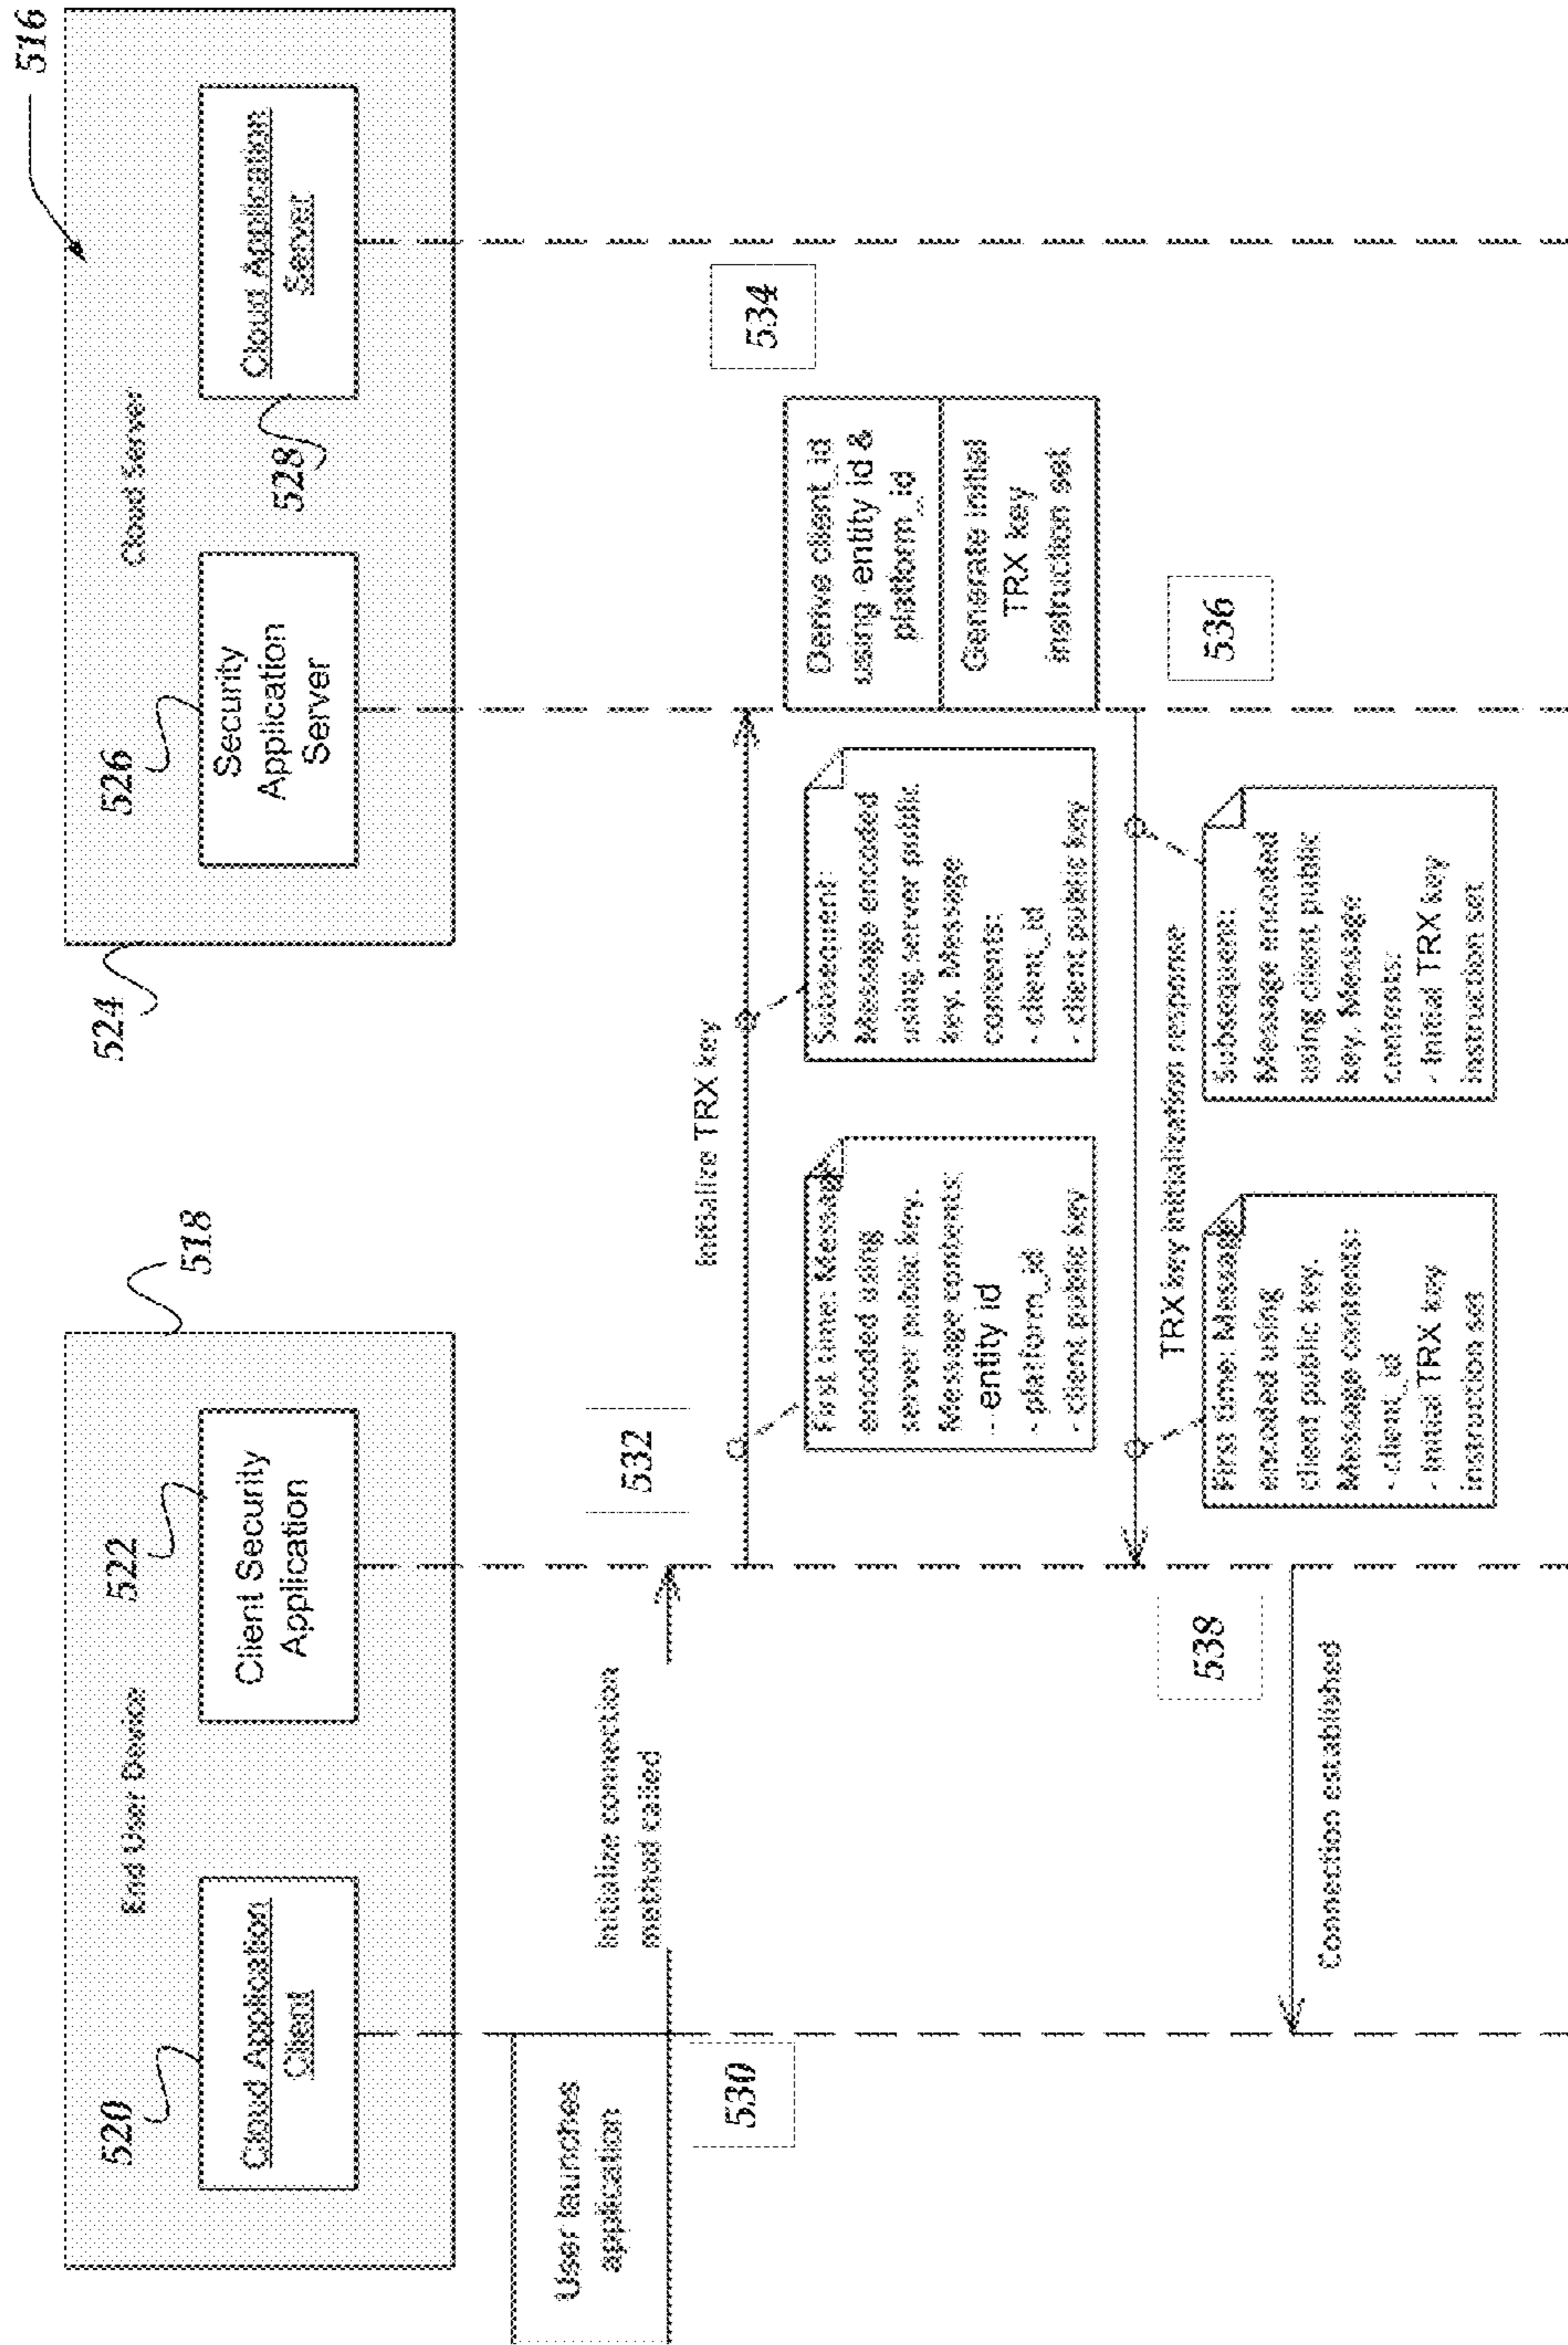 516
518
524
End User Device
Cloud Server
520
522
526
528
Cloud Application
Client
Client Security
Application
Security
Application
Server
Cloud Application
Server
User launches
application
530
Initialize connection
method called
532
Initialize TRX key
534
First time: Message
encoded using
server public key.
Message contents:
- entity id
- platform_id
- client public key
Subsequent:
Message encoded
using server public
key. Message
contents:
- client_id
- client public key
Derive client_id
using entity id &
platform_id
Generate initial
TRX key
instruction set
536
TRX key initialization response
538
First time: Message
encoded using
client public key.
Message contents:
- client_id
- Initial TRX key
instruction set
Subsequent:
Message encoded
using client public
key. Message
contents:
- Initial TRX key
instruction set
Connection established